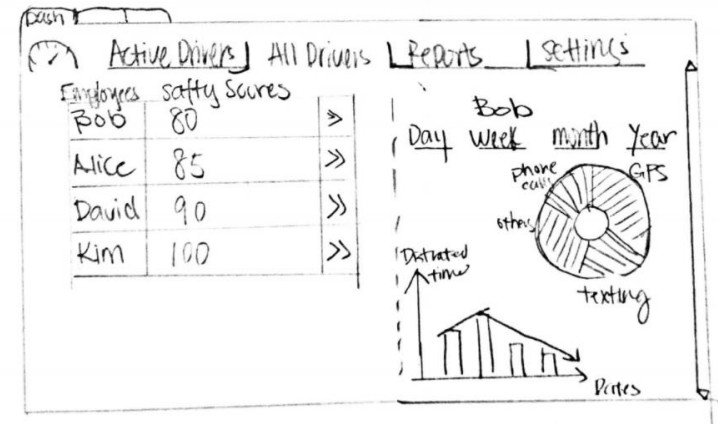 Dash
Active Drivers All Drivers Reports Settings
Employees Safty Scores
Bob 80 >>
Alice 85 >>
David 90 >>
Kim 100 >>
Bob
Day Week month Year
phone calls
GPS
others
texting
Distrated time
Dates